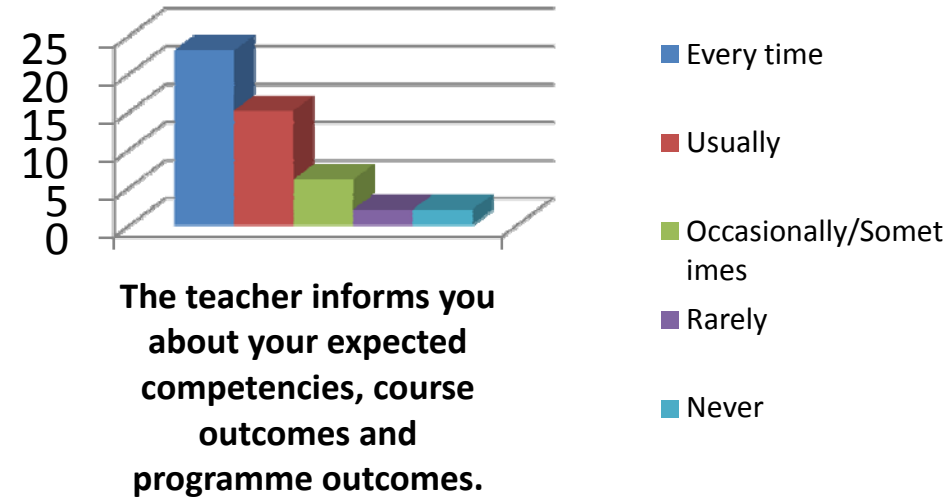 25
20
15
10
5
0
The teacher informs you
about your expected
competencies, course
outcomes and
programme outcomes.
Every time
Usually
Occasionally/Somet
imes
Rarely
Never